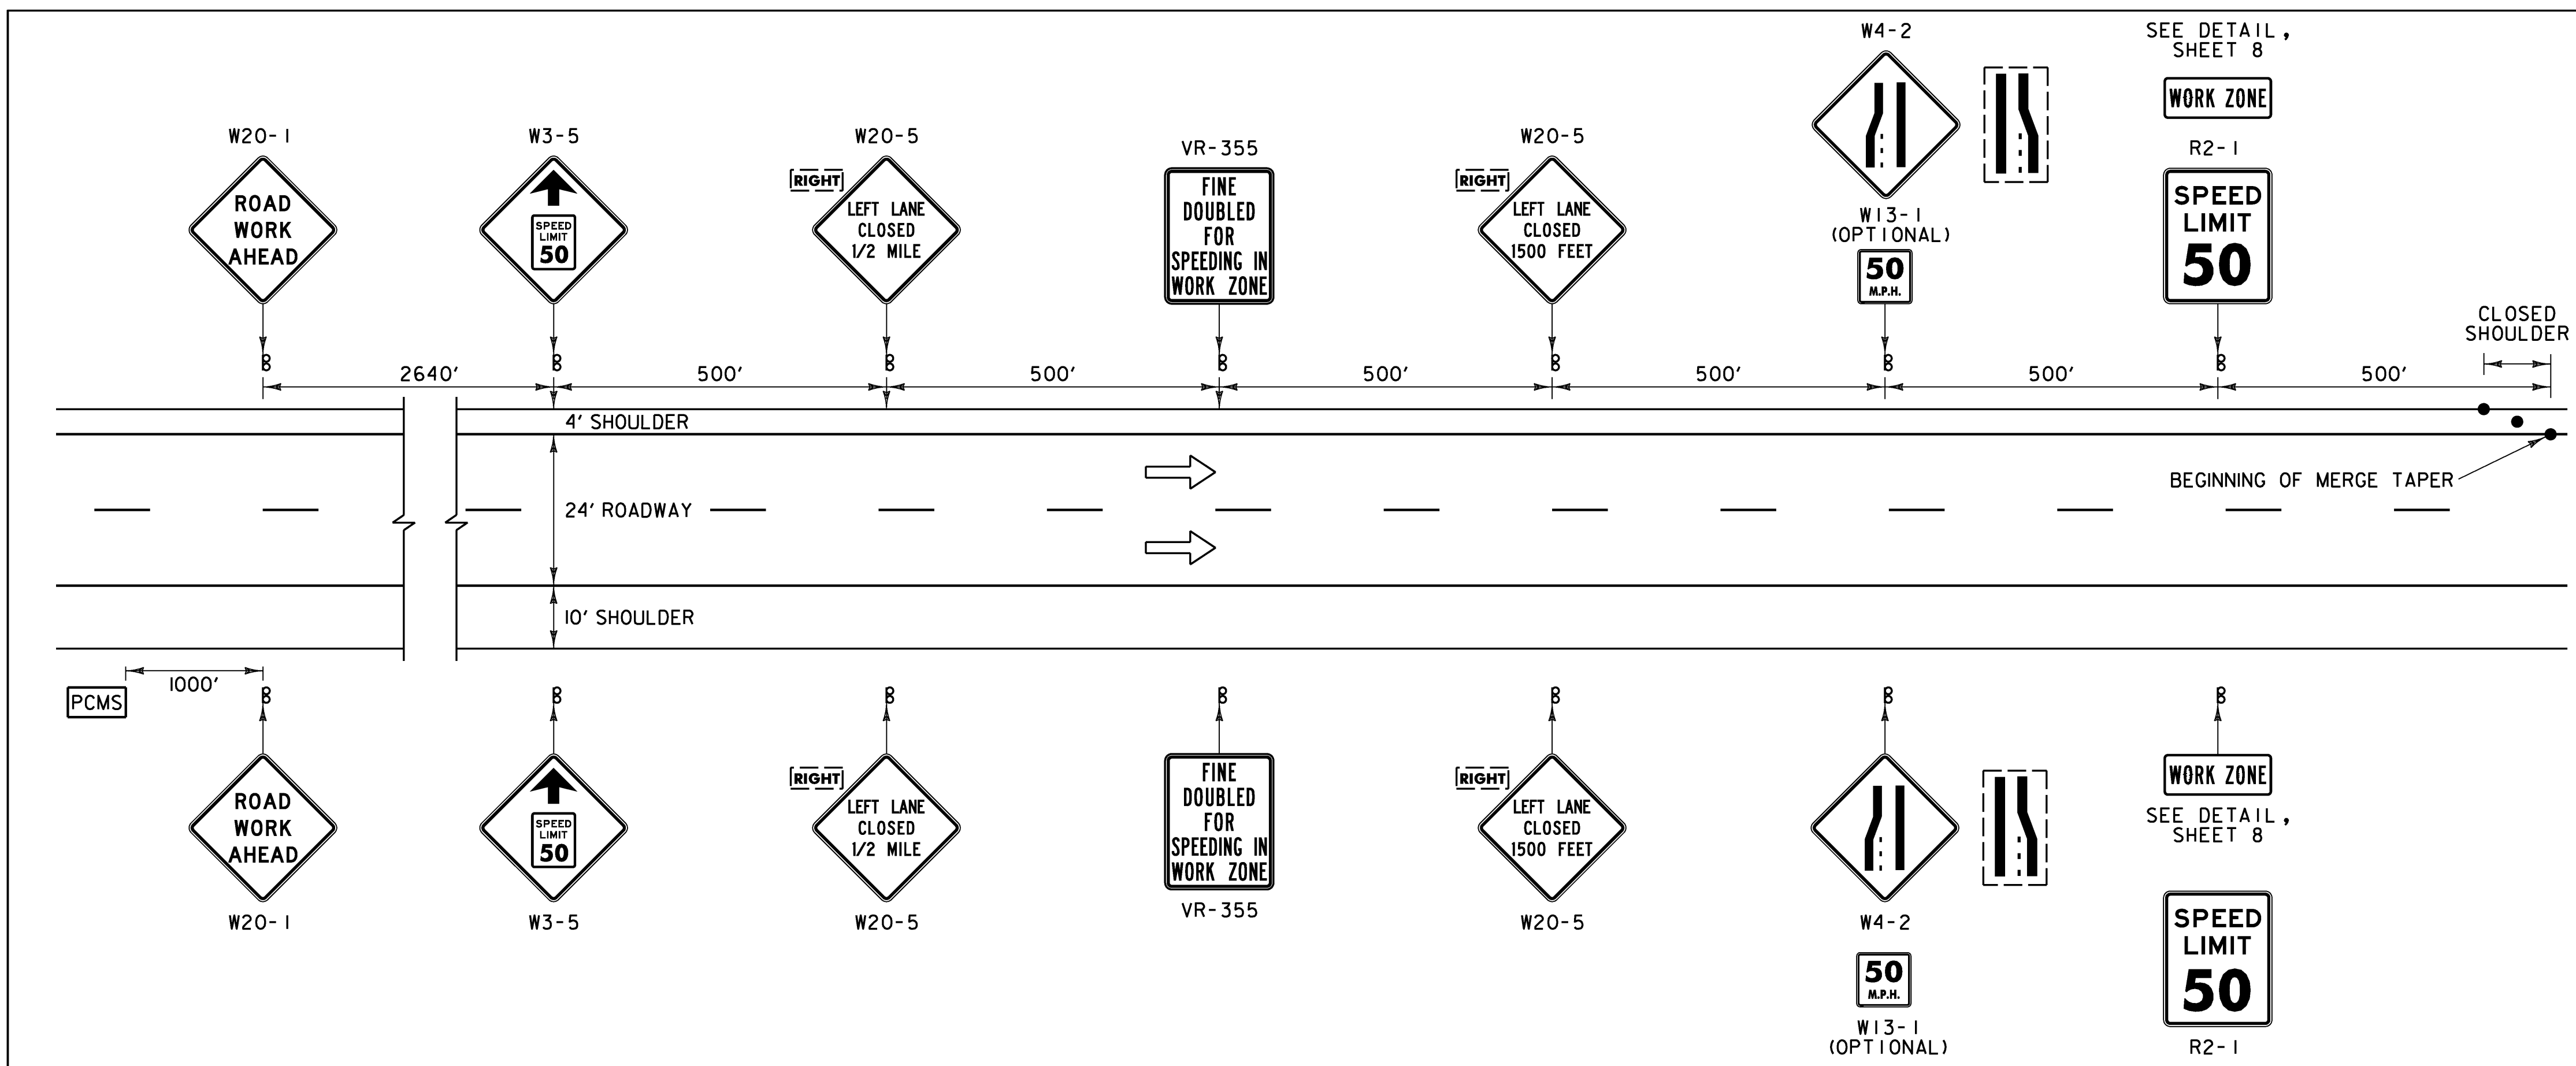 W4-2
SEE DETAIL,
SHEET 8
WORK ZONE
W20-1
W3-5
W20-5
VR-355
W20-5
R2-1
ROAD
WORK
AHEAD
SPEED
LIMIT
50
RIGHT
LEFT LANE
CLOSED
1/2 MILE
FINE
DOUBLED
FOR
SPEEDING IN
WORK ZONE
RIGHT
LEFT LANE
CLOSED
1500 FEET
W13-1
(OPTIONAL)
50
M.P.H.
SPEED
LIMIT
50
CLOSED
SHOULDER
2640'
500'
500'
500'
500'
500'
500'
4' SHOULDER
BEGINNING OF MERGE TAPER
24' ROADWAY
10' SHOULDER
1000'
PCMS
ROAD
WORK
AHEAD
W20-1
SPEED
LIMIT
50
W3-5
RIGHT
LEFT LANE
CLOSED
1/2 MILE
W20-5
FINE
DOUBLED
FOR
SPEEDING IN
WORK ZONE
VR-355
RIGHT
LEFT LANE
CLOSED
1500 FEET
W20-5
W4-2
50
M.P.H.
W13-1
(OPTIONAL)
WORK ZONE
SEE DETAIL,
SHEET 8
SPEED
LIMIT
50
R2-1